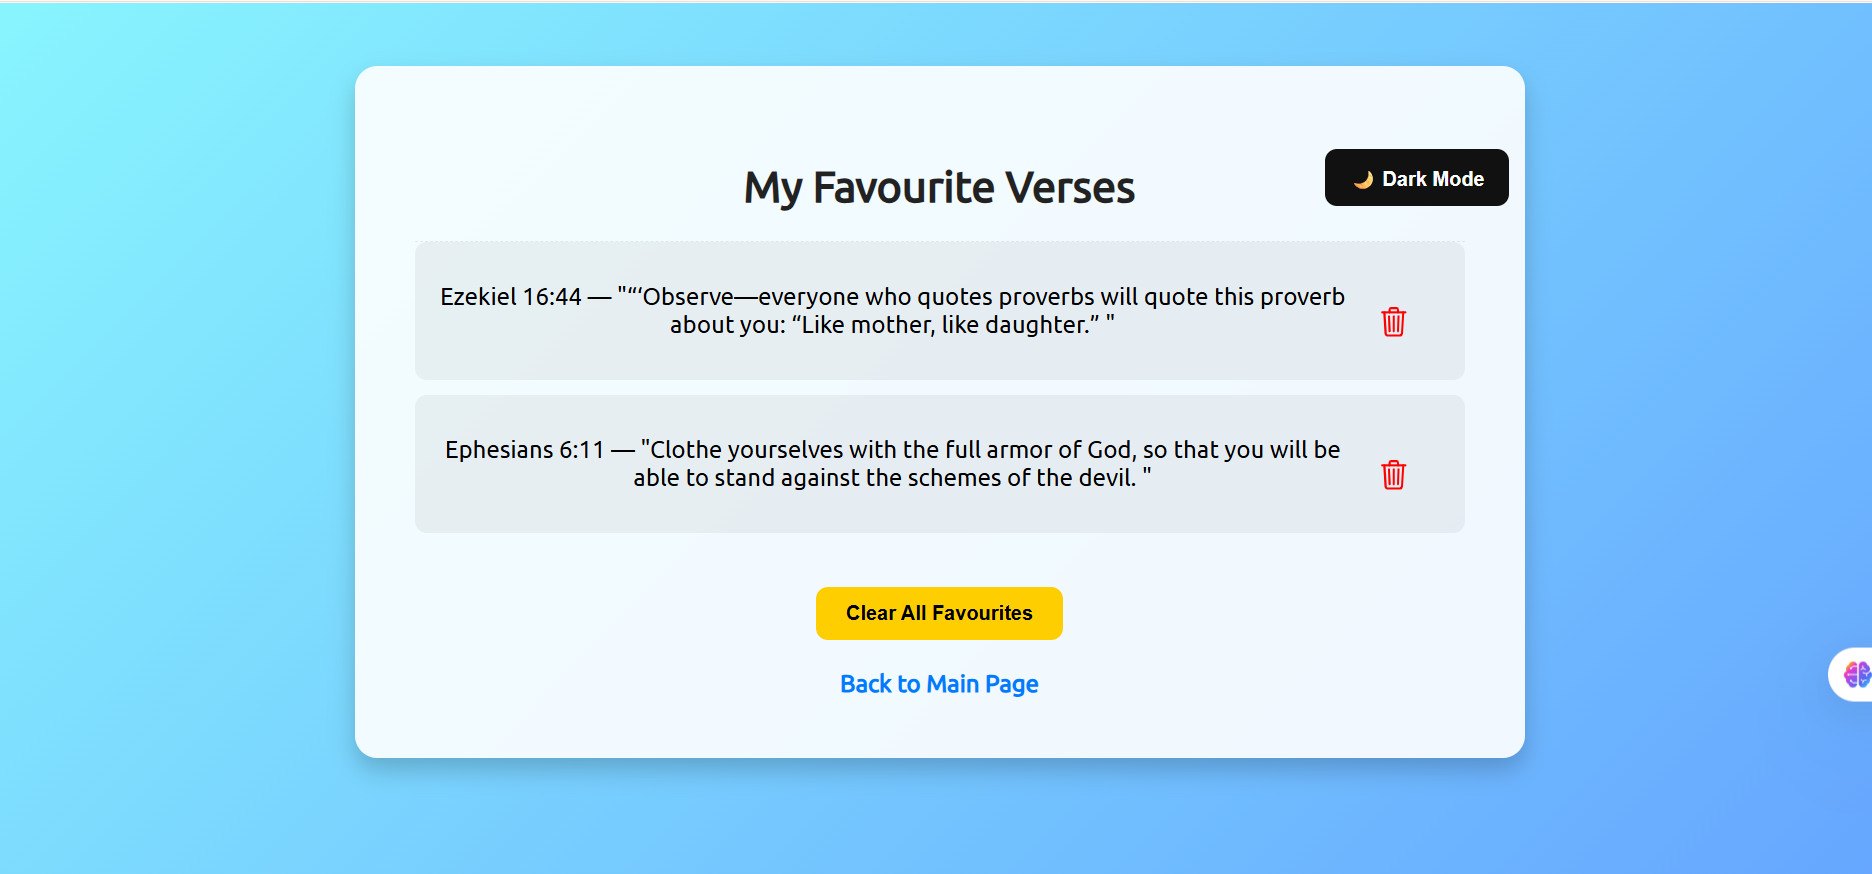 My Favourite Verses
🌙 Dark Mode
Ezekiel 16:44 — "“‘Observe—everyone who quotes proverbs will quote this proverb
about you: “Like mother, like daughter.” "
Ephesians 6:11 — "Clothe yourselves with the full armor of God, so that you will be
able to stand against the schemes of the devil. "
Clear All Favourites
Back to Main Page